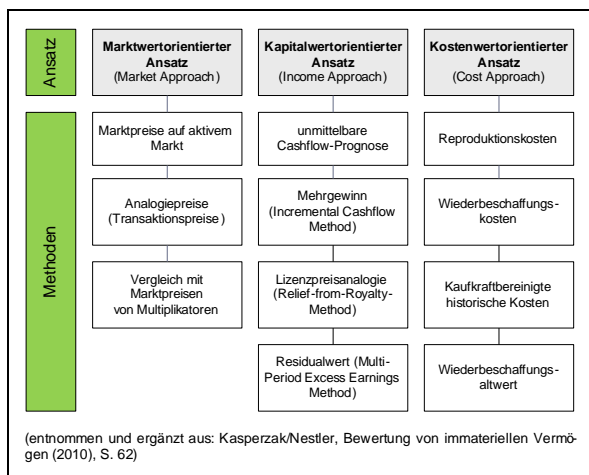 Ansatz
Marktwertorientierter
Ansatz
(Market Approach)
Kapitalwertorientierter
Ansatz
(Income Approach)
Kostenwertorientierter
Ansatz
(Cost Approach)
Methoden
Marktpreise auf aktivem
Markt
unmittelbare
Cashflow-Prognose
Reproduktionskosten
Analogiepreise
(Transaktionspreise)
Mehrgewinn
(Incremental Cashflow
Method)
Wiederbeschaffungs-
kosten
Vergleich mit
Marktpreisen
von Multiplikatoren
Lizenzpreisanalogie
(Relief-from-Royalty-
Method)
Kaufkraftbereinigte
historische Kosten
Residualwert (Multi-
Period Excess Earnings
Method)
Wiederbeschaffungs-
altwert
(entnommen und ergänzt aus: Kasperzak/Nestler, Bewertung von immateriellen Vermö-
gen (2010), S. 62)